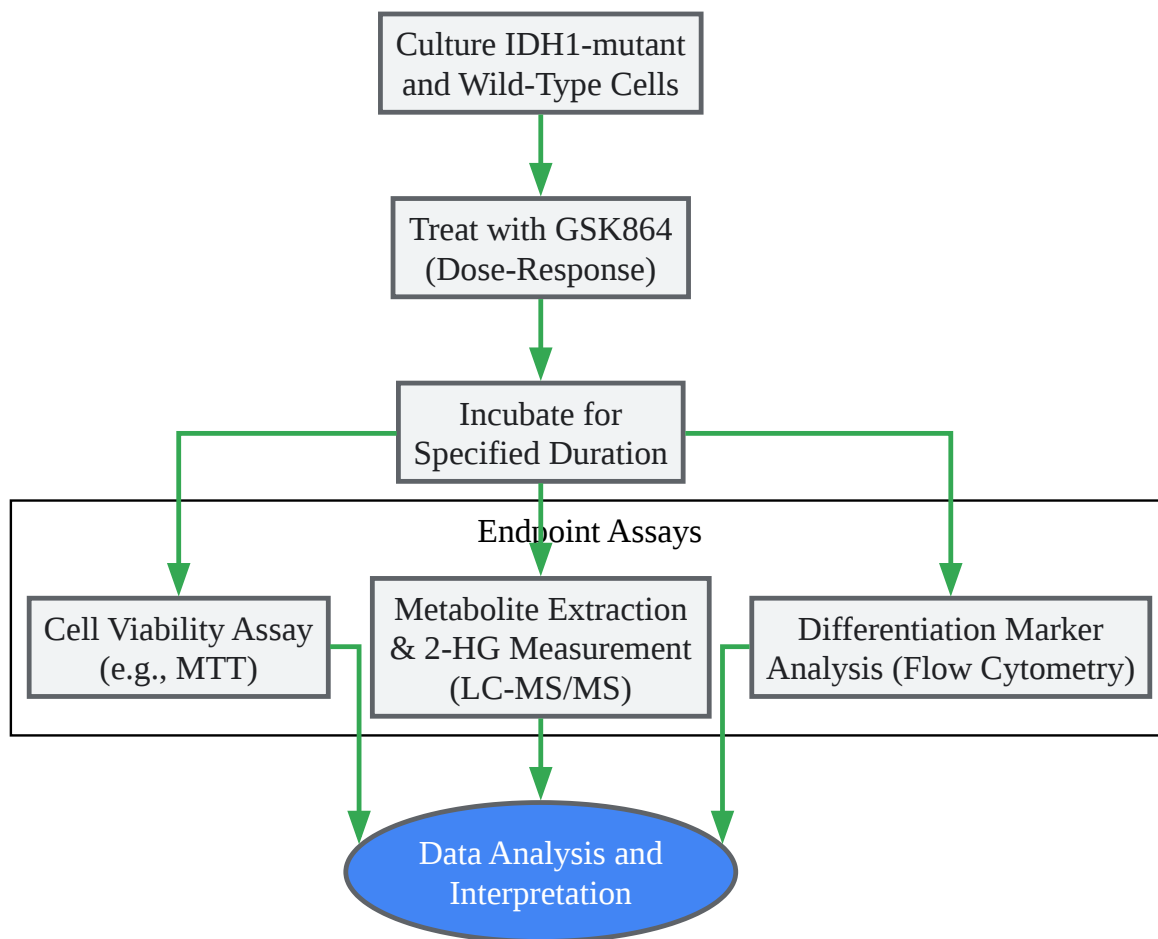 Culture IDH1-mutant
and Wild-Type Cells
Treat with GSK864
(Dose-Response)
Incubate for
Specified Duration
Endpoint Assays
Cell Viability Assay
(e.g., MTT)
Metabolite Extraction
& 2-HG Measurement
(LC-MS/MS)
Differentiation Marker
Analysis (Flow Cytometry)
Data Analysis and
Interpretation